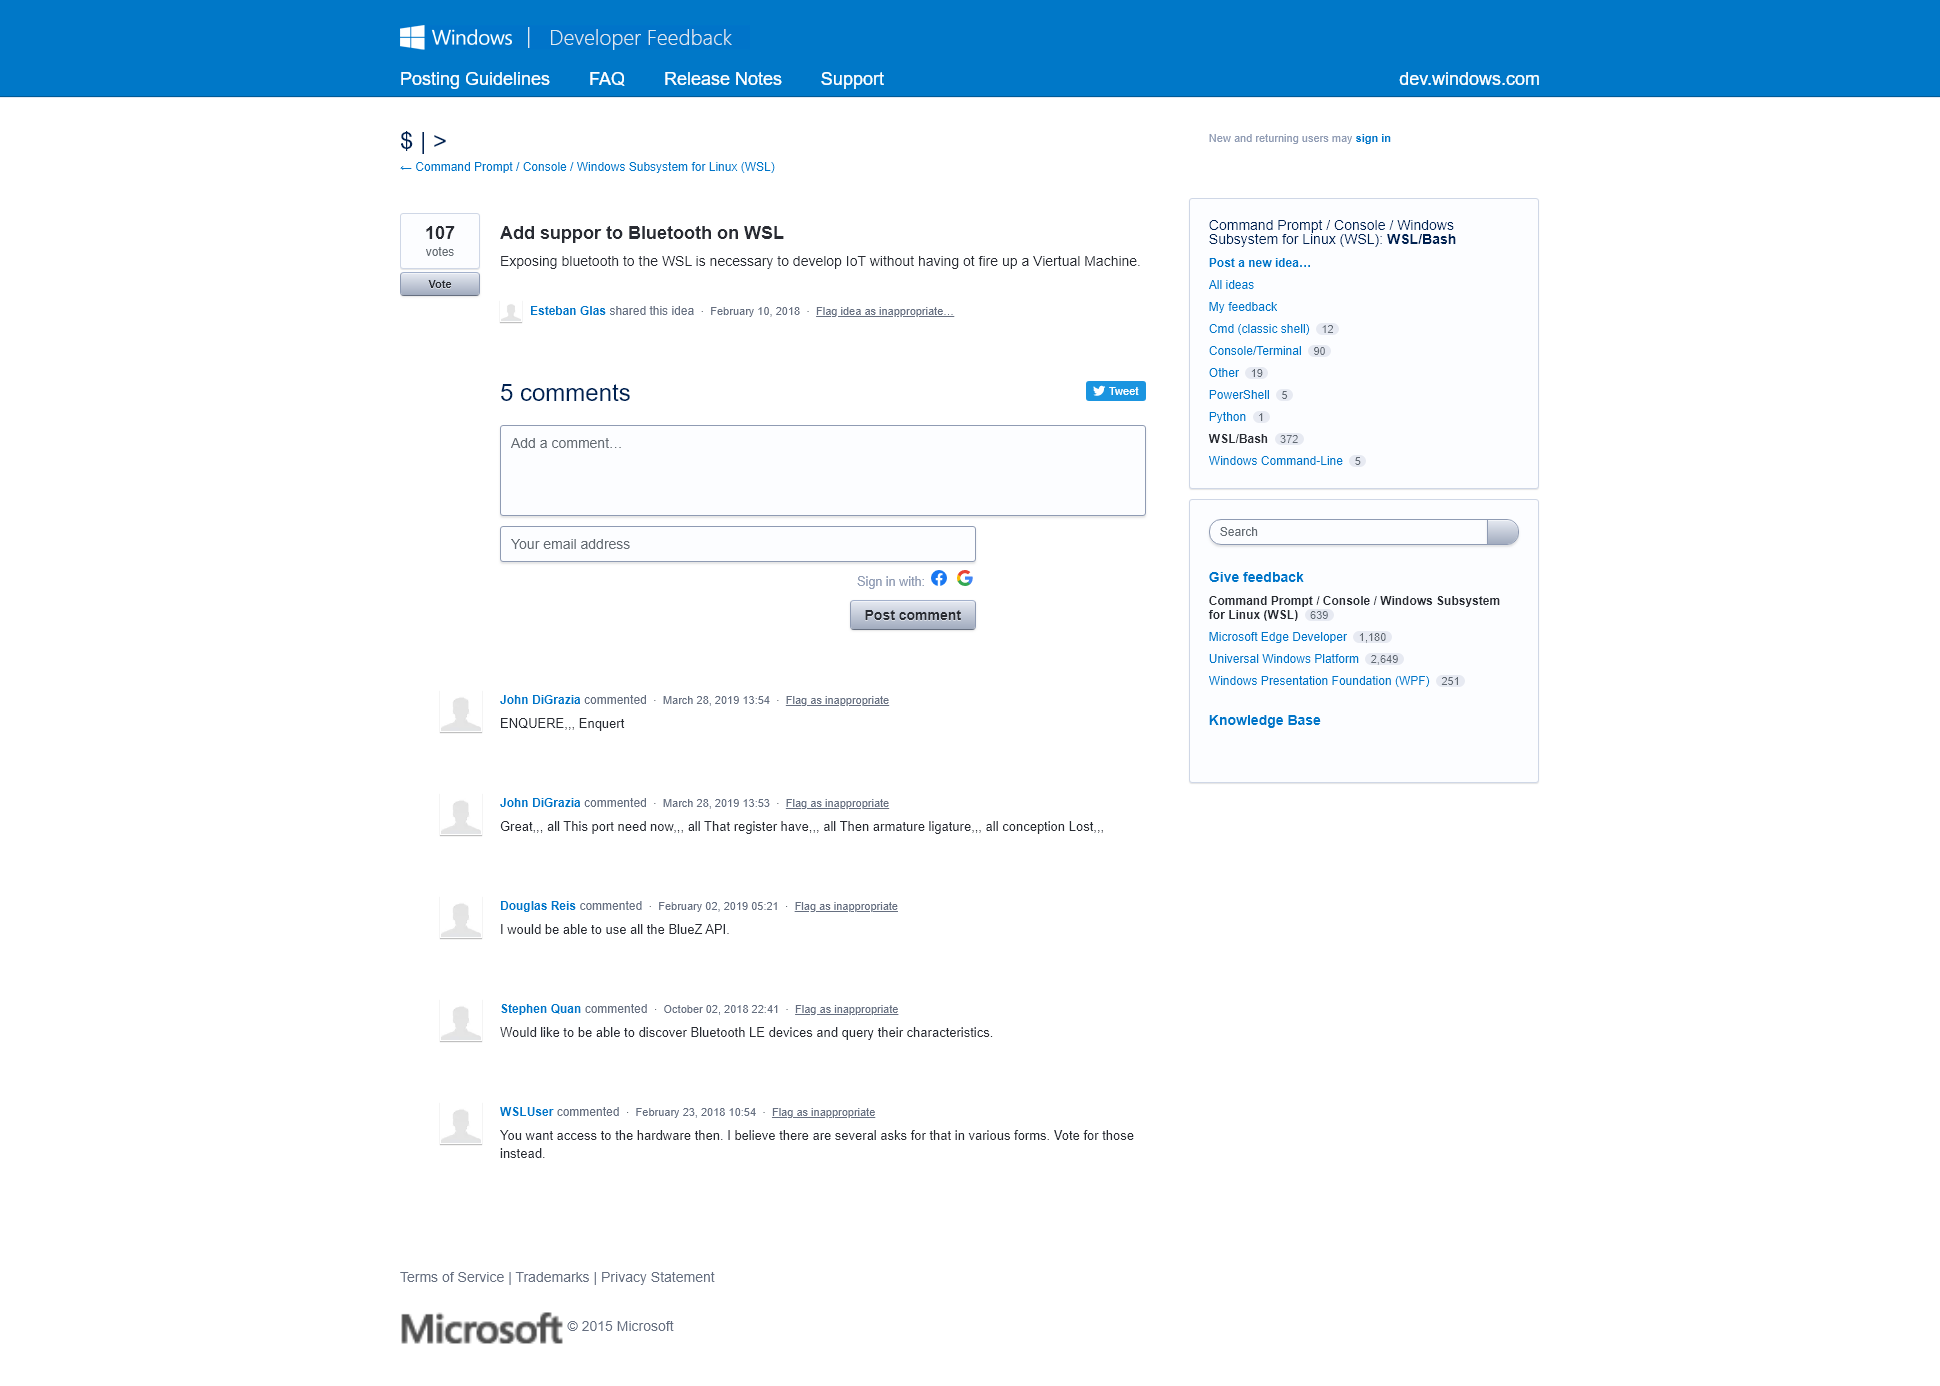 Windows | Developer Feedback
Posting Guidelines FAQ Release Notes Support dev.windows.com
$ | >
← Command Prompt / Console / Windows Subsystem for Linux (WSL)
New and returning users may sign in
107
votes
Vote
Add suppor to Bluetooth on WSL
Exposing bluetooth to the WSL is necessary to develop IoT without having ot fire up a Viertual Machine.
Esteban Glas shared this idea · February 10, 2018 · Flag idea as inappropriate…
5 comments
Tweet
Add a comment…
Your email address
Sign in with:
Post comment
John DiGrazia commented · March 28, 2019 13:54 · Flag as inappropriate
ENQUERE,,, Enquert
John DiGrazia commented · March 28, 2019 13:53 · Flag as inappropriate
Great,,, all This port need now,,, all That register have,,, all Then armature ligature,,, all conception Lost,,,
Douglas Reis commented · February 02, 2019 05:21 · Flag as inappropriate
I would be able to use all the BlueZ API.
Stephen Quan commented · October 02, 2018 22:41 · Flag as inappropriate
Would like to be able to discover Bluetooth LE devices and query their characteristics.
WSLUser commented · February 23, 2018 10:54 · Flag as inappropriate
You want access to the hardware then. I believe there are several asks for that in various forms. Vote for those
instead.
Command Prompt / Console / Windows
Subsystem for Linux (WSL): WSL/Bash
Post a new idea…
All ideas
My feedback
Cmd (classic shell) 12
Console/Terminal 90
Other 19
PowerShell 5
Python 1
WSL/Bash 372
Windows Command-Line 5
Search
Give feedback
Command Prompt / Console / Windows Subsystem
for Linux (WSL) 639
Microsoft Edge Developer 1,180
Universal Windows Platform 2,649
Windows Presentation Foundation (WPF) 251
Knowledge Base
Terms of Service | Trademarks | Privacy Statement
Microsoft © 2015 Microsoft